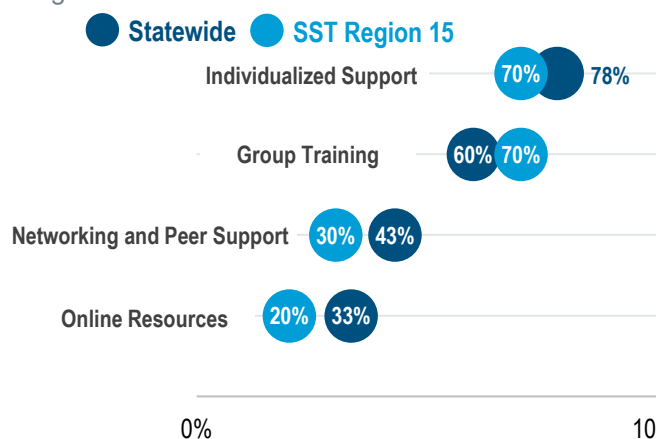 Statewide SST Region 15
Individualized Support 70% 78%
Group Training 60% 70%
Networking and Peer Support 30% 43%
Online Resources 20% 33%
0% 10